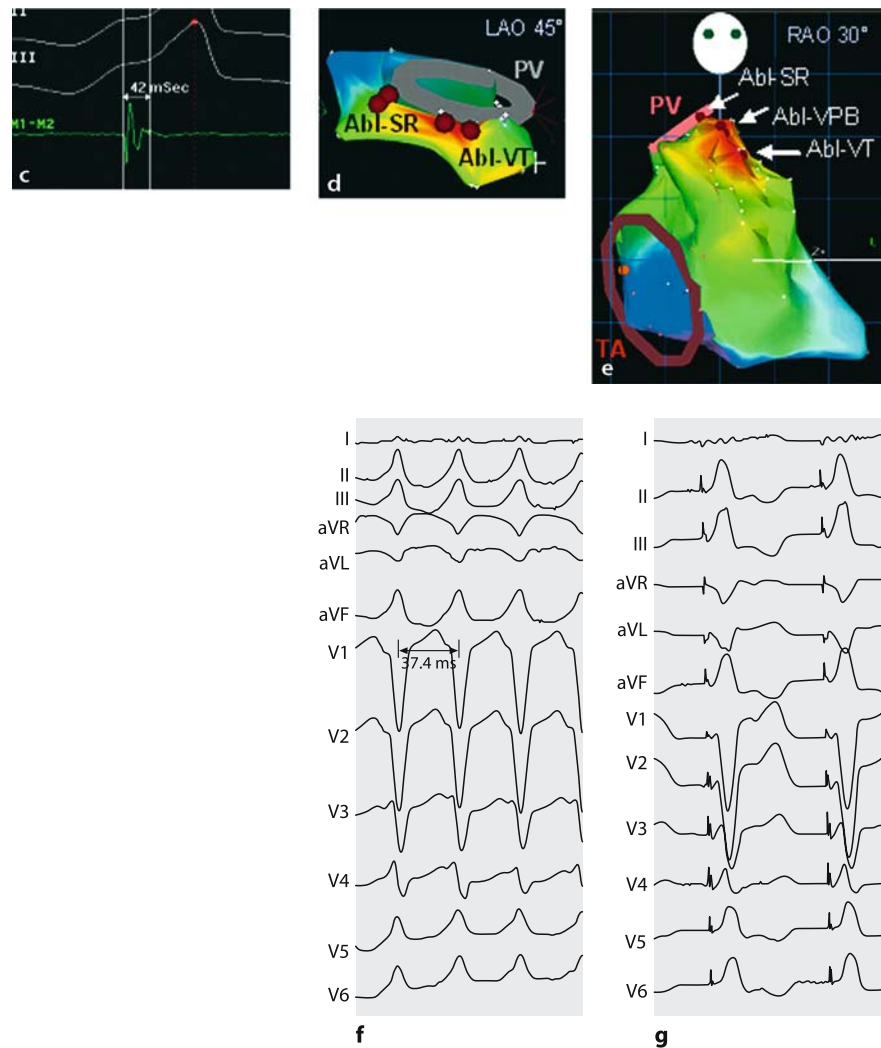 II
III
42 mSec
M1-M2
c
LAO 45°
PV
Abl-SR
Abl-VT
d
RAO 30°
Abl-SR
PV
Abl-VPB
Abl-VT
Z+
L
TA
e
I
II
III
aVR
aVL
aVF
V1
37.4 ms
V2
V3
V4
V5
V6
f
I
II
III
aVR
aVL
aVF
V1
V2
V3
V4
V5
V6
g